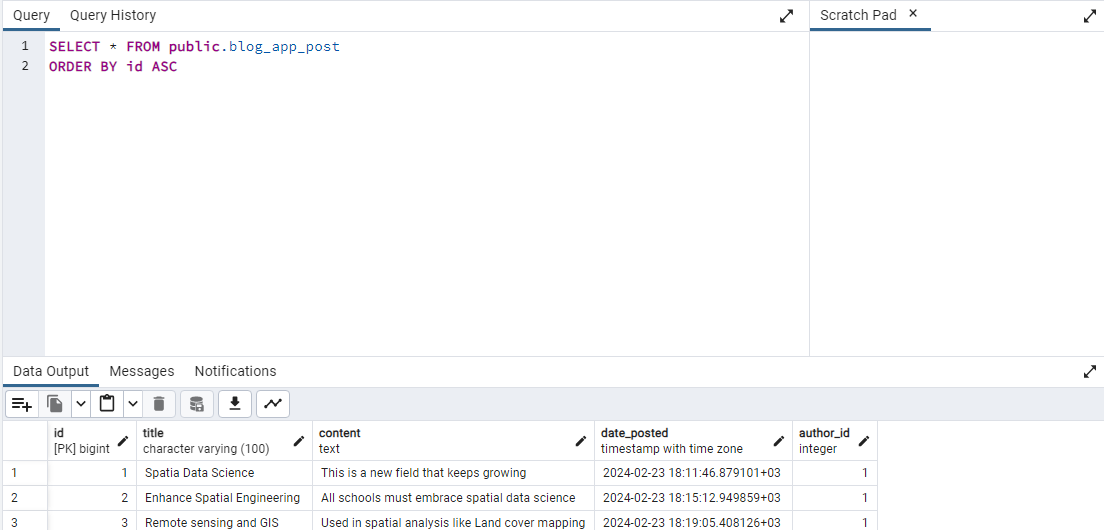 Query Query History Scratch Pad ×
1 SELECT * FROM public.blog_app_post
2 ORDER BY id ASC
Data Output Messages Notifications
id title content date_posted author_id
[PK] bigint character varying (100) text timestamp with time zone integer
1 1 Spatia Data Science This is a new field that keeps growing 2024-02-23 18:11:46.879101+03 1
2 2 Enhance Spatial Engineering All schools must embrace spatial data science 2024-02-23 18:15:12.949859+03 1
3 3 Remote sensing and GIS Used in spatial analysis like Land cover mapping 2024-02-23 18:19:05.408126+03 1